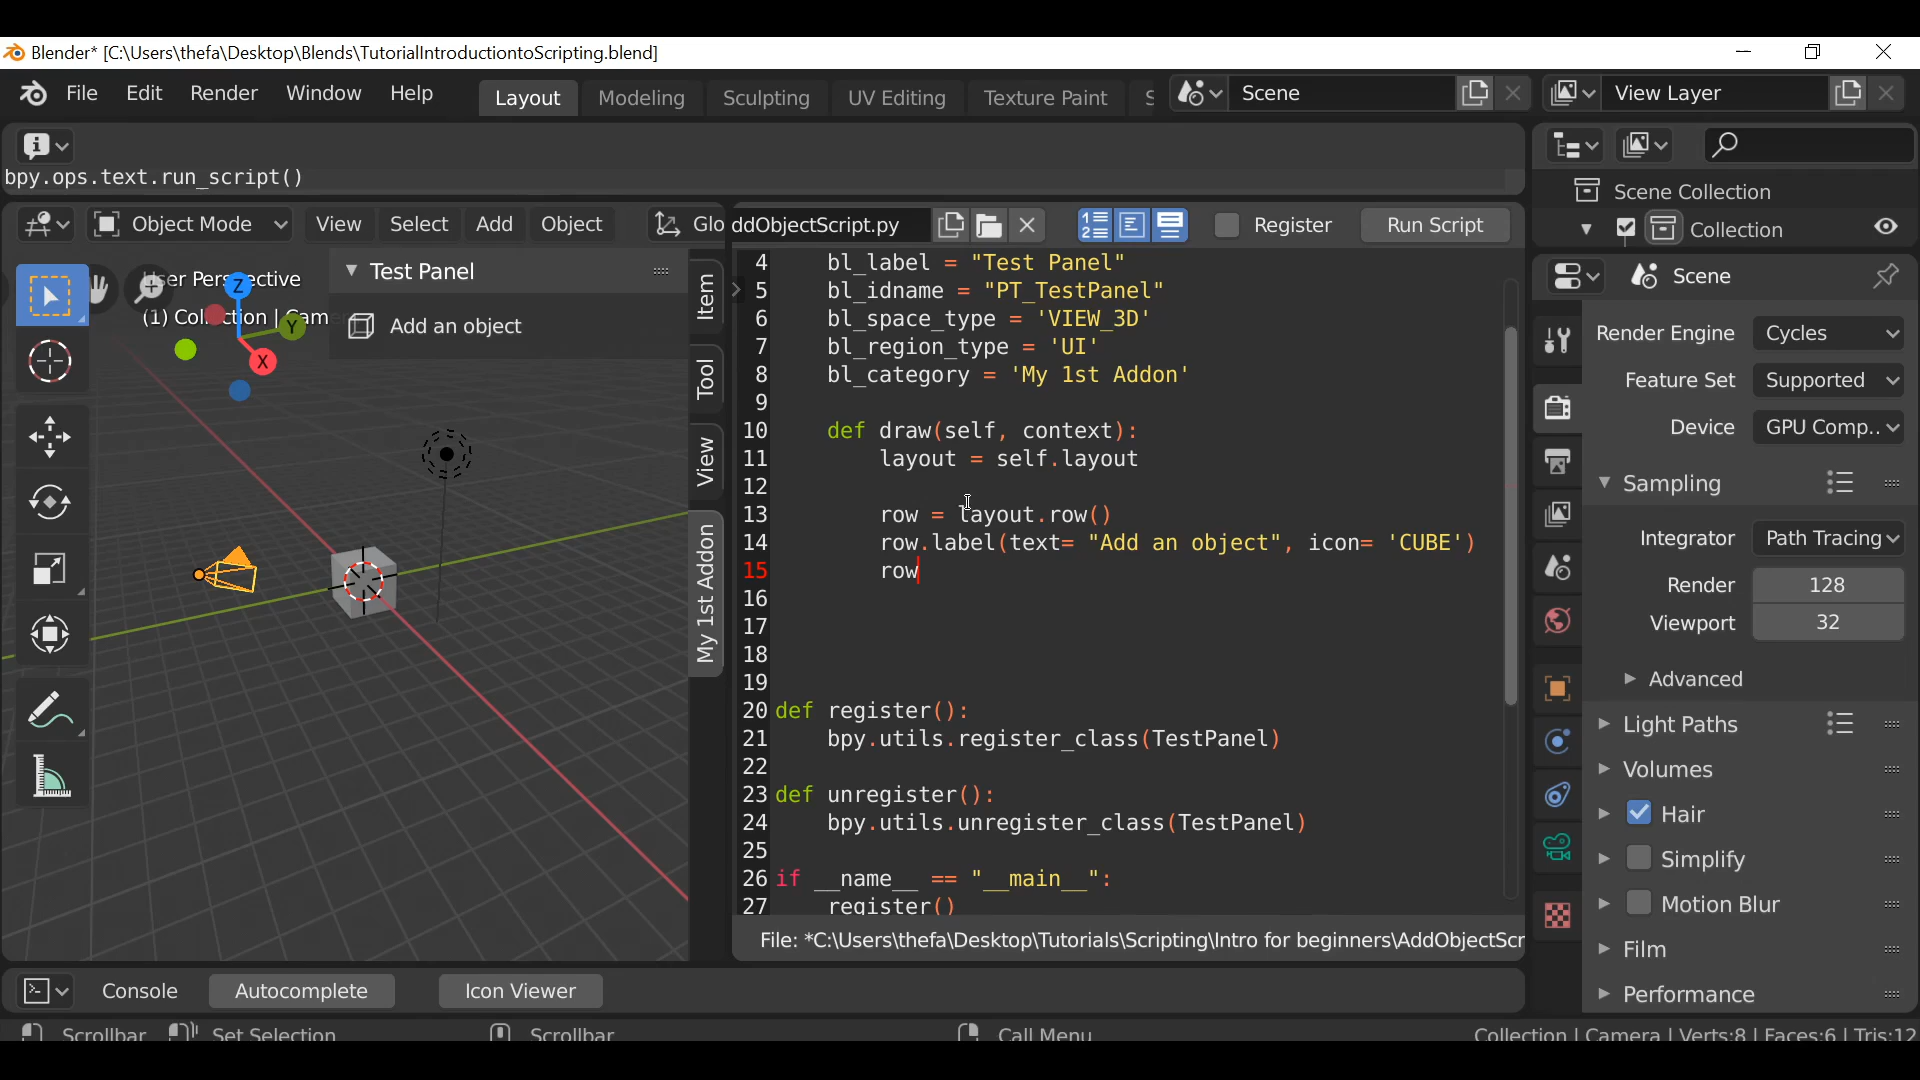 Blender* [C:\Users\thefa\Desktop\Blends\TutorialIntroductiontoScripting.blend]
File Edit Render Window Help Layout Modeling Sculpting UV Editing Texture Paint S Scene View Layer
bpy.ops.text.run_script()
Scene Collection
Collection
Object Mode View Select Add Object Glo ddObjectScript.py Register Run Script
User Perspective
(1) Collection | Cam
Test Panel
Add an object
X
Y
Z
Item
Tool
View
My 1st Addon
4 bl_label = "Test Panel"
5 bl_idname = "PT_TestPanel"
6 bl_space_type = 'VIEW_3D'
7 bl_region_type = 'UI'
8 bl_category = 'My 1st Addon'
9
10 def draw(self, context):
11 layout = self.layout
12
13 row = layout.row()
14 row.label(text= "Add an object", icon= 'CUBE')
15 row
16
17
18
19
20 def register():
21 bpy.utils.register_class(TestPanel)
22
23 def unregister():
24 bpy.utils.unregister_class(TestPanel)
25
26 if __name__ == "__main__":
27 register()
File: *C:\Users\thefa\Desktop\Tutorials\Scripting\Intro for beginners\AddObjectScr
Scene
Render Engine Cycles
Feature Set Supported
Device GPU Comp..
Sampling
Integrator Path Tracing
Render 128
Viewport 32
Advanced
Light Paths
Volumes
Hair
Simplify
Motion Blur
Film
Performance
Console Autocomplete Icon Viewer
Scrollbar Set Selection Scrollbar Call Menu Collection | Camera | Verts:8 | Faces:6 | Tris:12